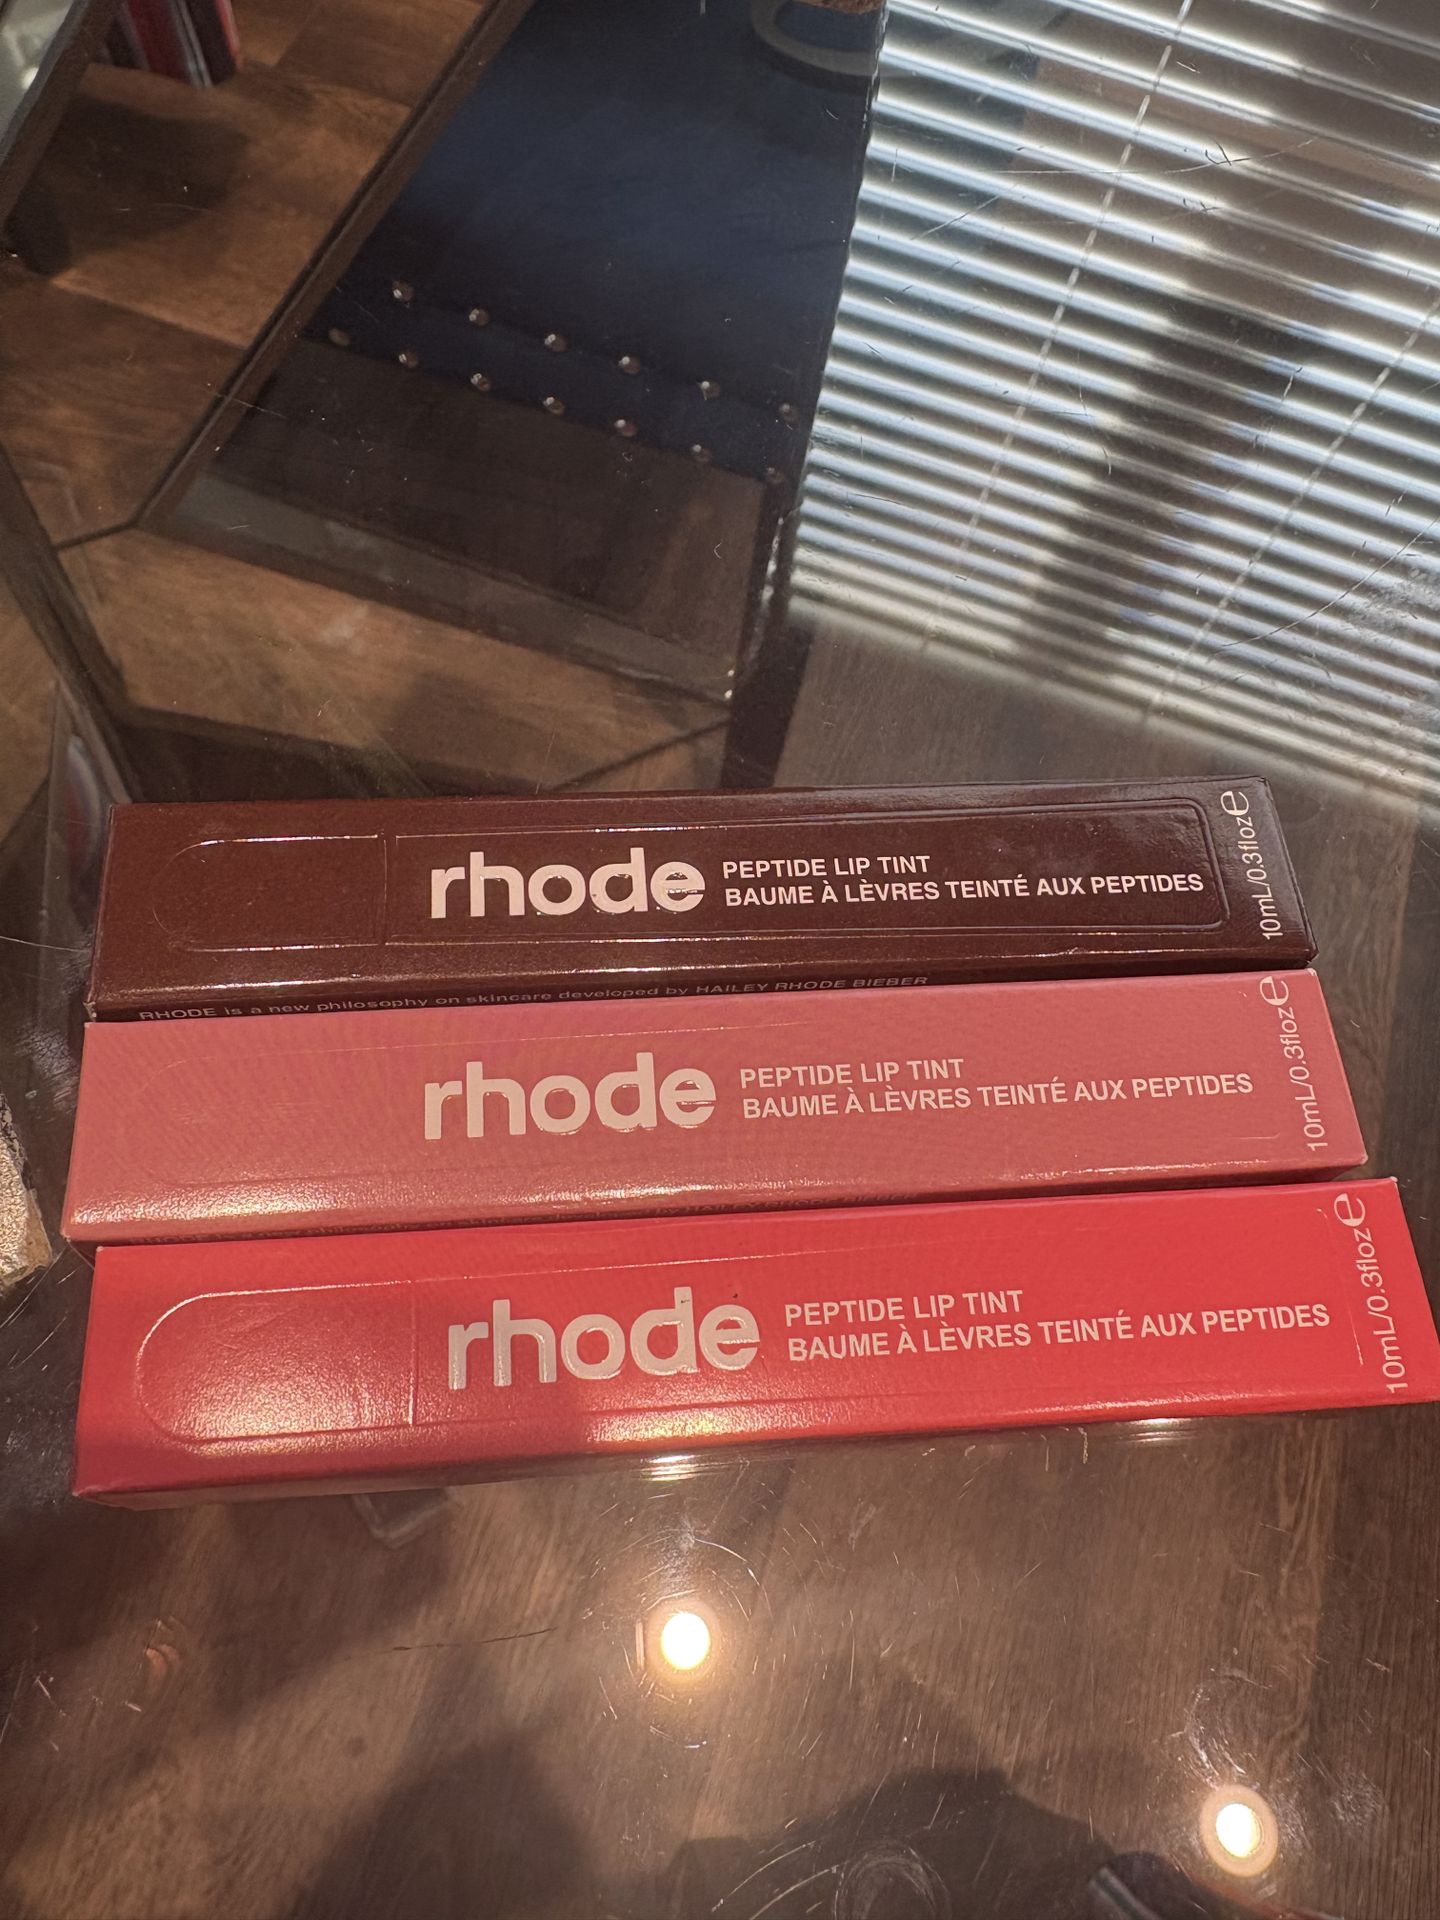 rhode
PEPTIDE LIP TINT
BAUME À LÈVRES TEINTÉ AUX PEPTIDES
10mL/0.3floz℮
RHODE is a new philosophy on skincare developed by HAILEY RHODE BIEBER
rhode
PEPTIDE LIP TINT
BAUME À LÈVRES TEINTÉ AUX PEPTIDES
10mL/0.3floz℮
rhode
PEPTIDE LIP TINT
BAUME À LÈVRES TEINTÉ AUX PEPTIDES
10mL/0.3floz℮